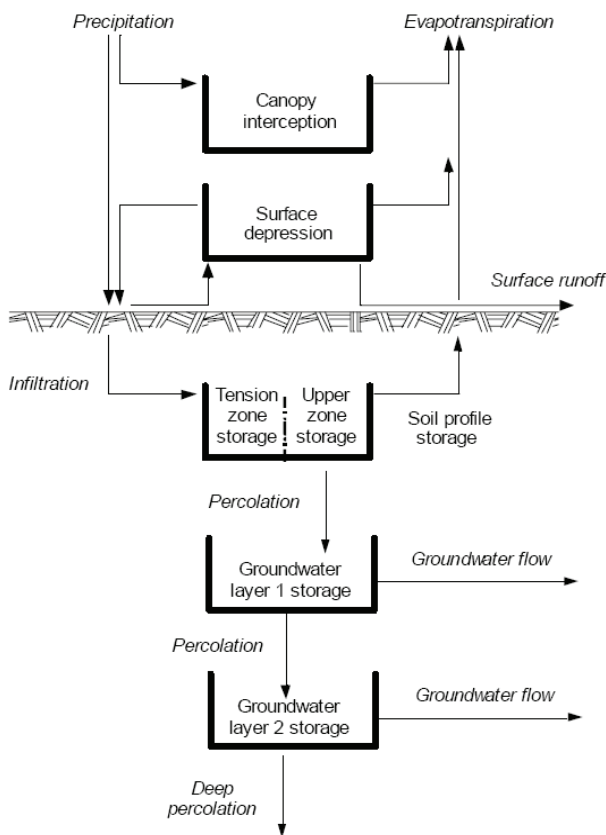 Precipitation
Evapotranspiration
Canopy
interception
Surface
depression
Surface runoff
Infiltration
Tension
zone
storage
Upper
zone
storage
Soil profile
storage
Percolation
Groundwater
layer 1 storage
Groundwater flow
Percolation
Groundwater
layer 2 storage
Groundwater flow
Deep
percolation